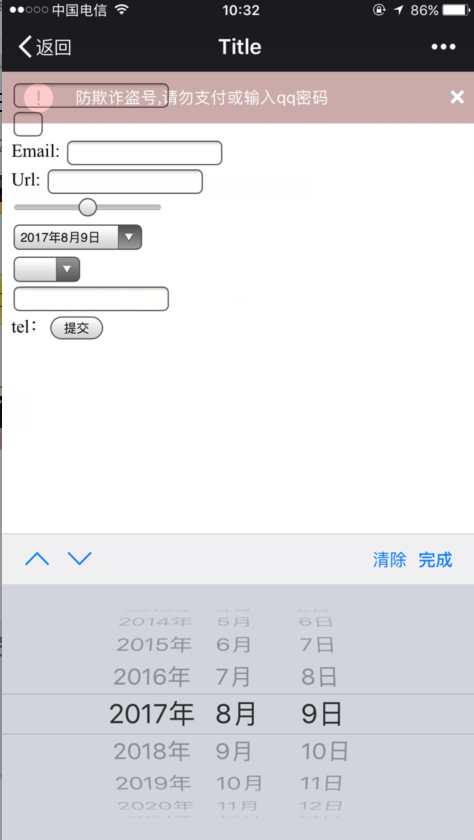 中国电信 10:32 86%
返回 Title
防欺诈盗号,请勿支付或输入qq密码
Email:
Url:
2017年8月9日
tel： 提交
清除 完成
2014年 5月 6日
2015年 6月 7日
2016年 7月 8日
2017年 8月 9日
2018年 9月 10日
2019年 10月 11日
2020年 11月 12日